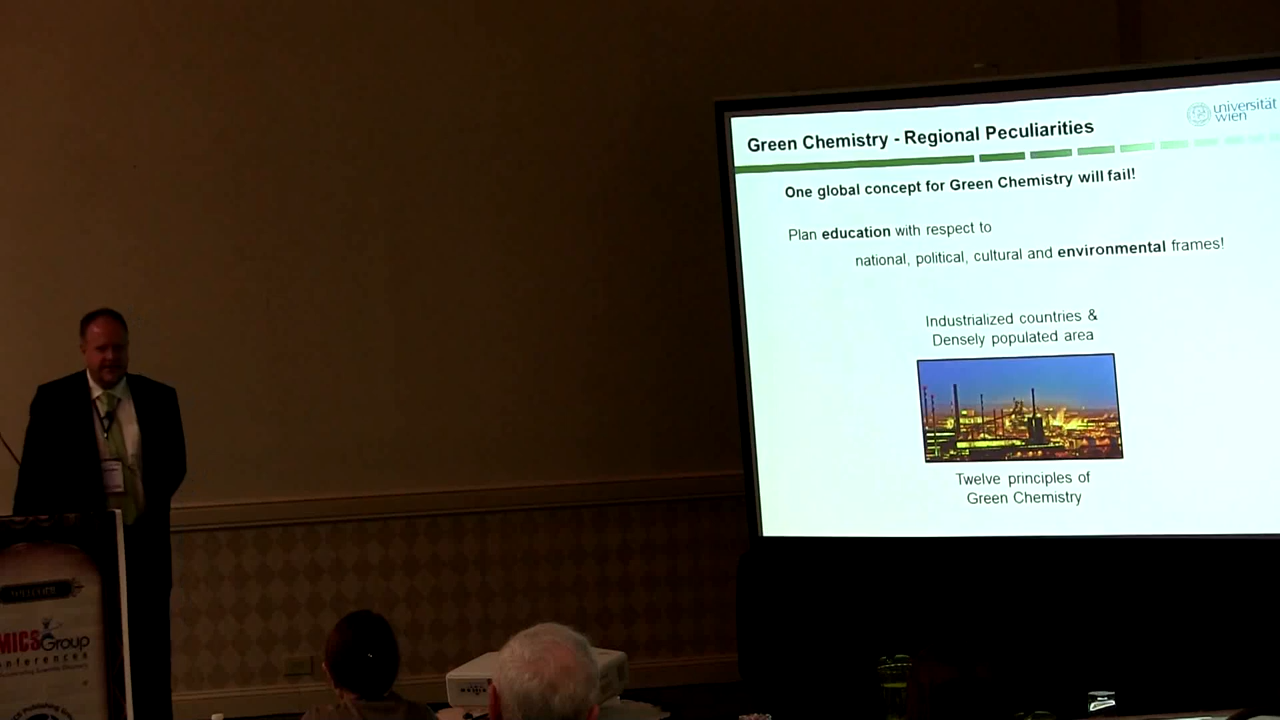 universität
wien
Green Chemistry - Regional Peculiarities
One global concept for Green Chemistry will fail!
Plan education with respect to
national, political, cultural and environmental frames!
Industrialized countries &
Densely populated area
Twelve principles of
Green Chemistry
MICSGroup
onferences